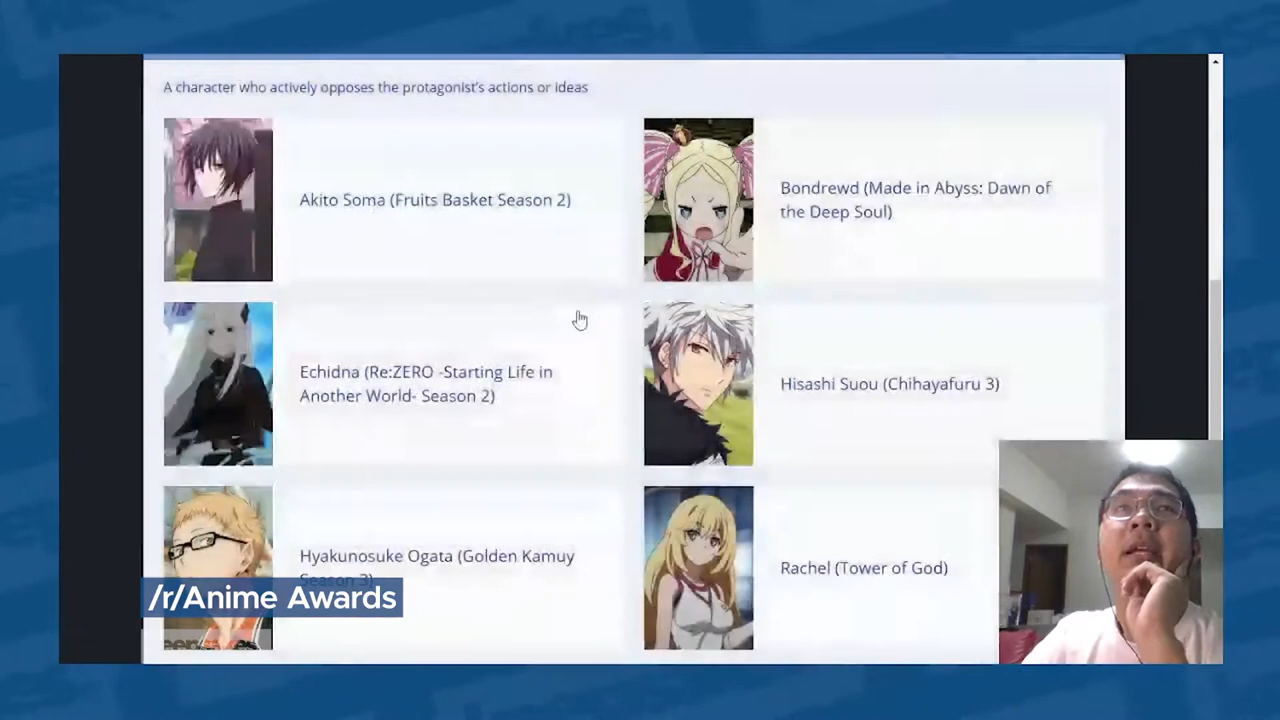 A character who actively opposes the protagonist's actions or ideas
Akito Soma (Fruits Basket Season 2)
Bondrewd (Made in Abyss: Dawn of
the Deep Soul)
Echidna (Re:ZERO -Starting Life in
Another World- Season 2)
Hisashi Suou (Chihayafuru 3)
Hyakunosuke Ogata (Golden Kamuy
Season 3)
Rachel (Tower of God)
/r/Anime Awards